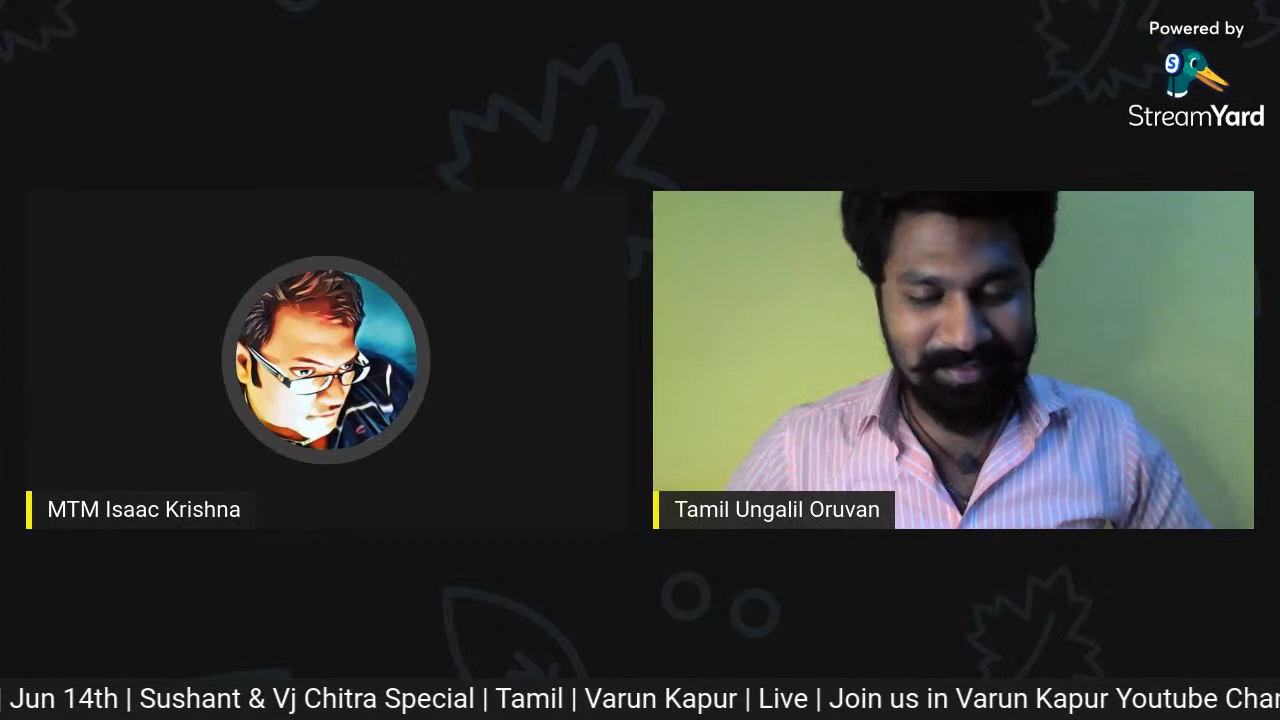 Powered by
S
StreamYard
MTM Isaac Krishna
Tamil Ungalil Oruvan
| Jun 14th | Sushant & Vj Chitra Special | Tamil | Varun Kapur | Live | Join us in Varun Kapur Youtube